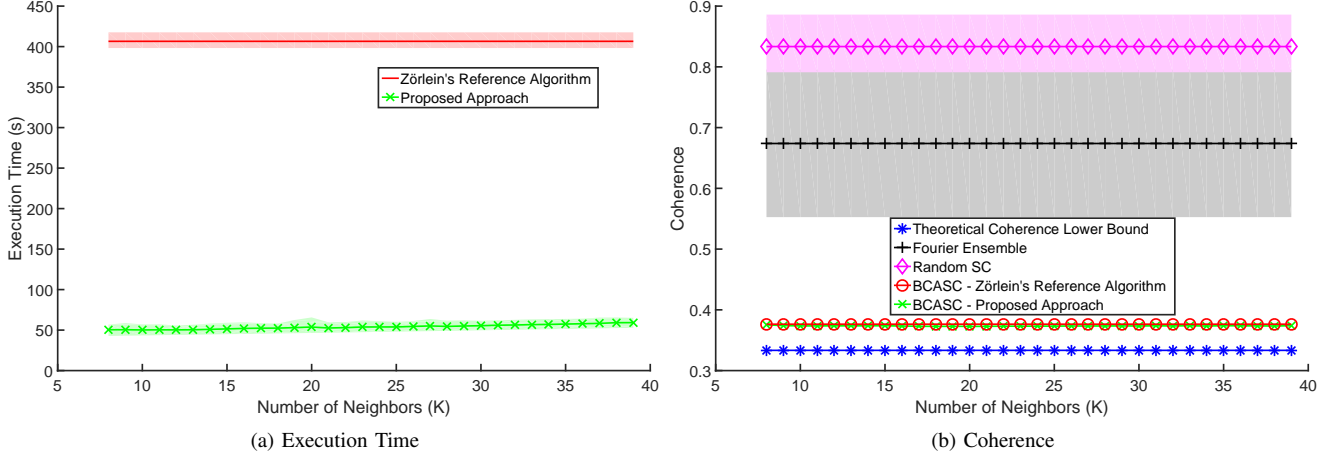 450
400
350
300
250
200
150
100
50
0
Execution Time (s)
Zörlein's Reference Algorithm
Proposed Approach
5 10 15 20 25 30 35 40
Number of Neighbors (K)
(a) Execution Time
0.9
0.8
0.7
0.6
0.5
0.4
0.3
Coherence
Theoretical Coherence Lower Bound
Fourier Ensemble
Random SC
BCASC - Zörlein's Reference Algorithm
BCASC - Proposed Approach
5 10 15 20 25 30 35 40
Number of Neighbors (K)
(b) Coherence